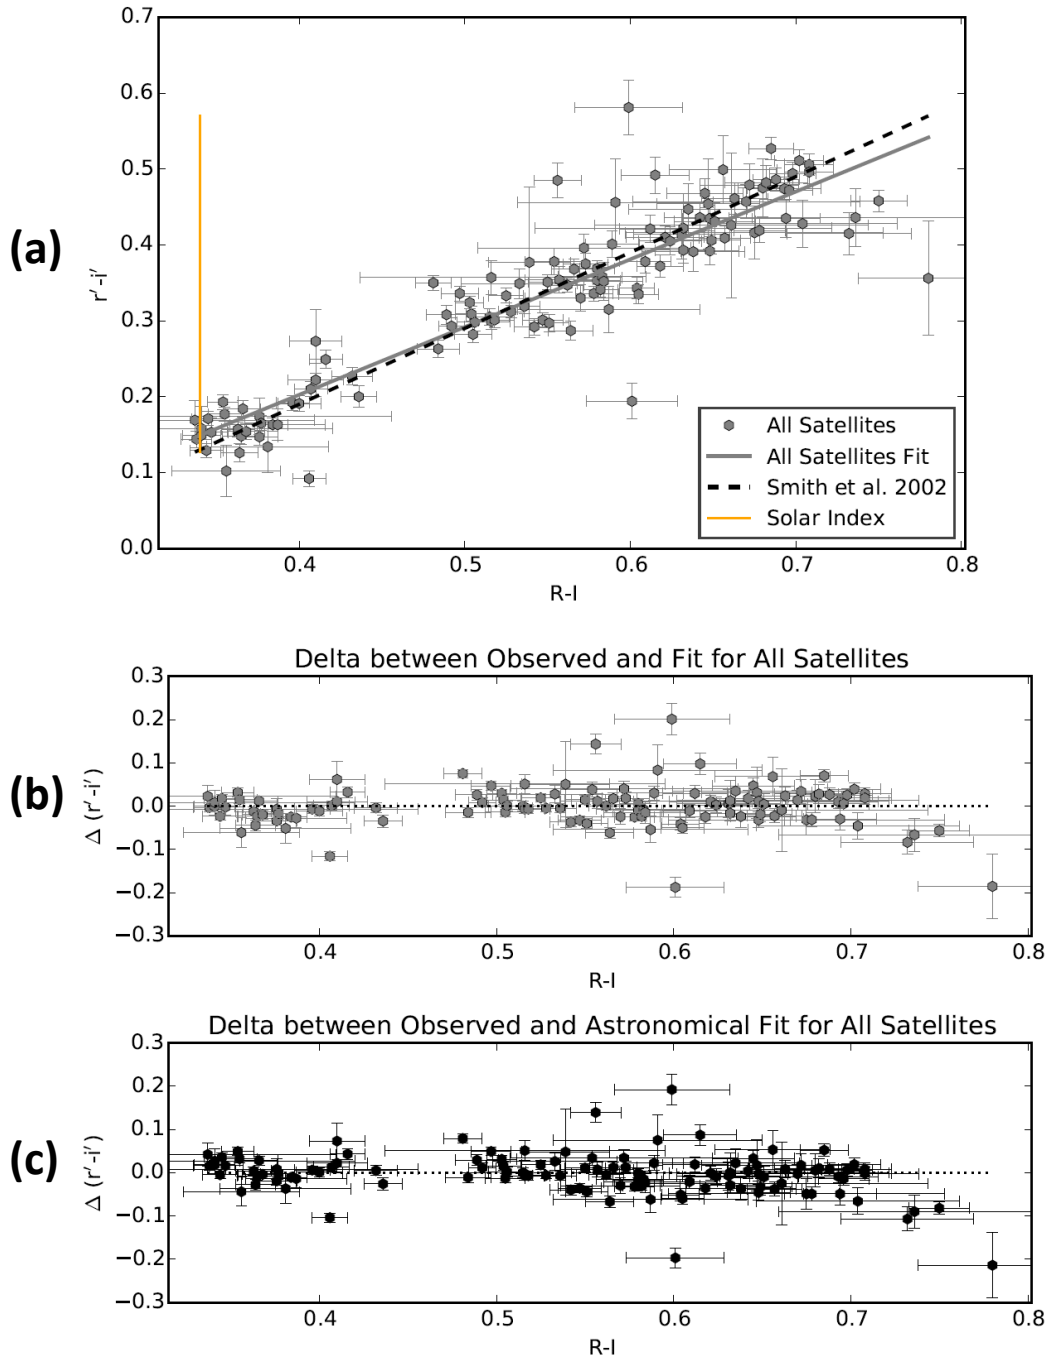 (a)
0.7
0.6
0.5
0.4
0.3
0.2
0.1
0.0
r′-i′
All Satellites
All Satellites Fit
Smith et al. 2002
Solar Index
0.4 0.5 0.6 0.7 0.8
R-I
Delta between Observed and Fit for All Satellites
(b)
0.3
0.2
0.1
0.0
−0.1
−0.2
−0.3
Δ (r′-i′)
0.4 0.5 0.6 0.7 0.8
R-I
Delta between Observed and Astronomical Fit for All Satellites
(c)
0.3
0.2
0.1
0.0
−0.1
−0.2
−0.3
Δ (r′-i′)
0.4 0.5 0.6 0.7 0.8
R-I